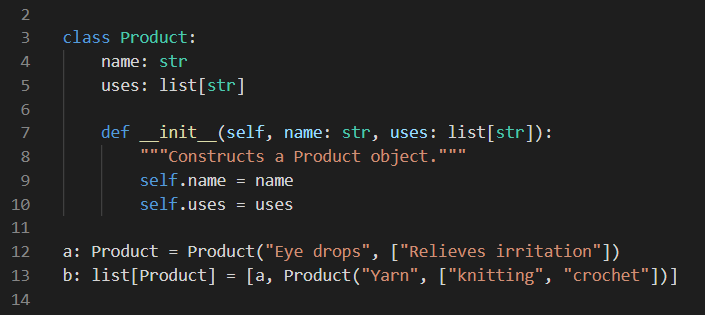 2
3 class Product:
4     name: str
5     uses: list[str]
6
7     def __init__(self, name: str, uses: list[str]):
8         """Constructs a Product object."""
9         self.name = name
10         self.uses = uses
11
12 a: Product = Product("Eye drops", ["Relieves irritation"])
13 b: list[Product] = [a, Product("Yarn", ["knitting", "crochet"])]
14